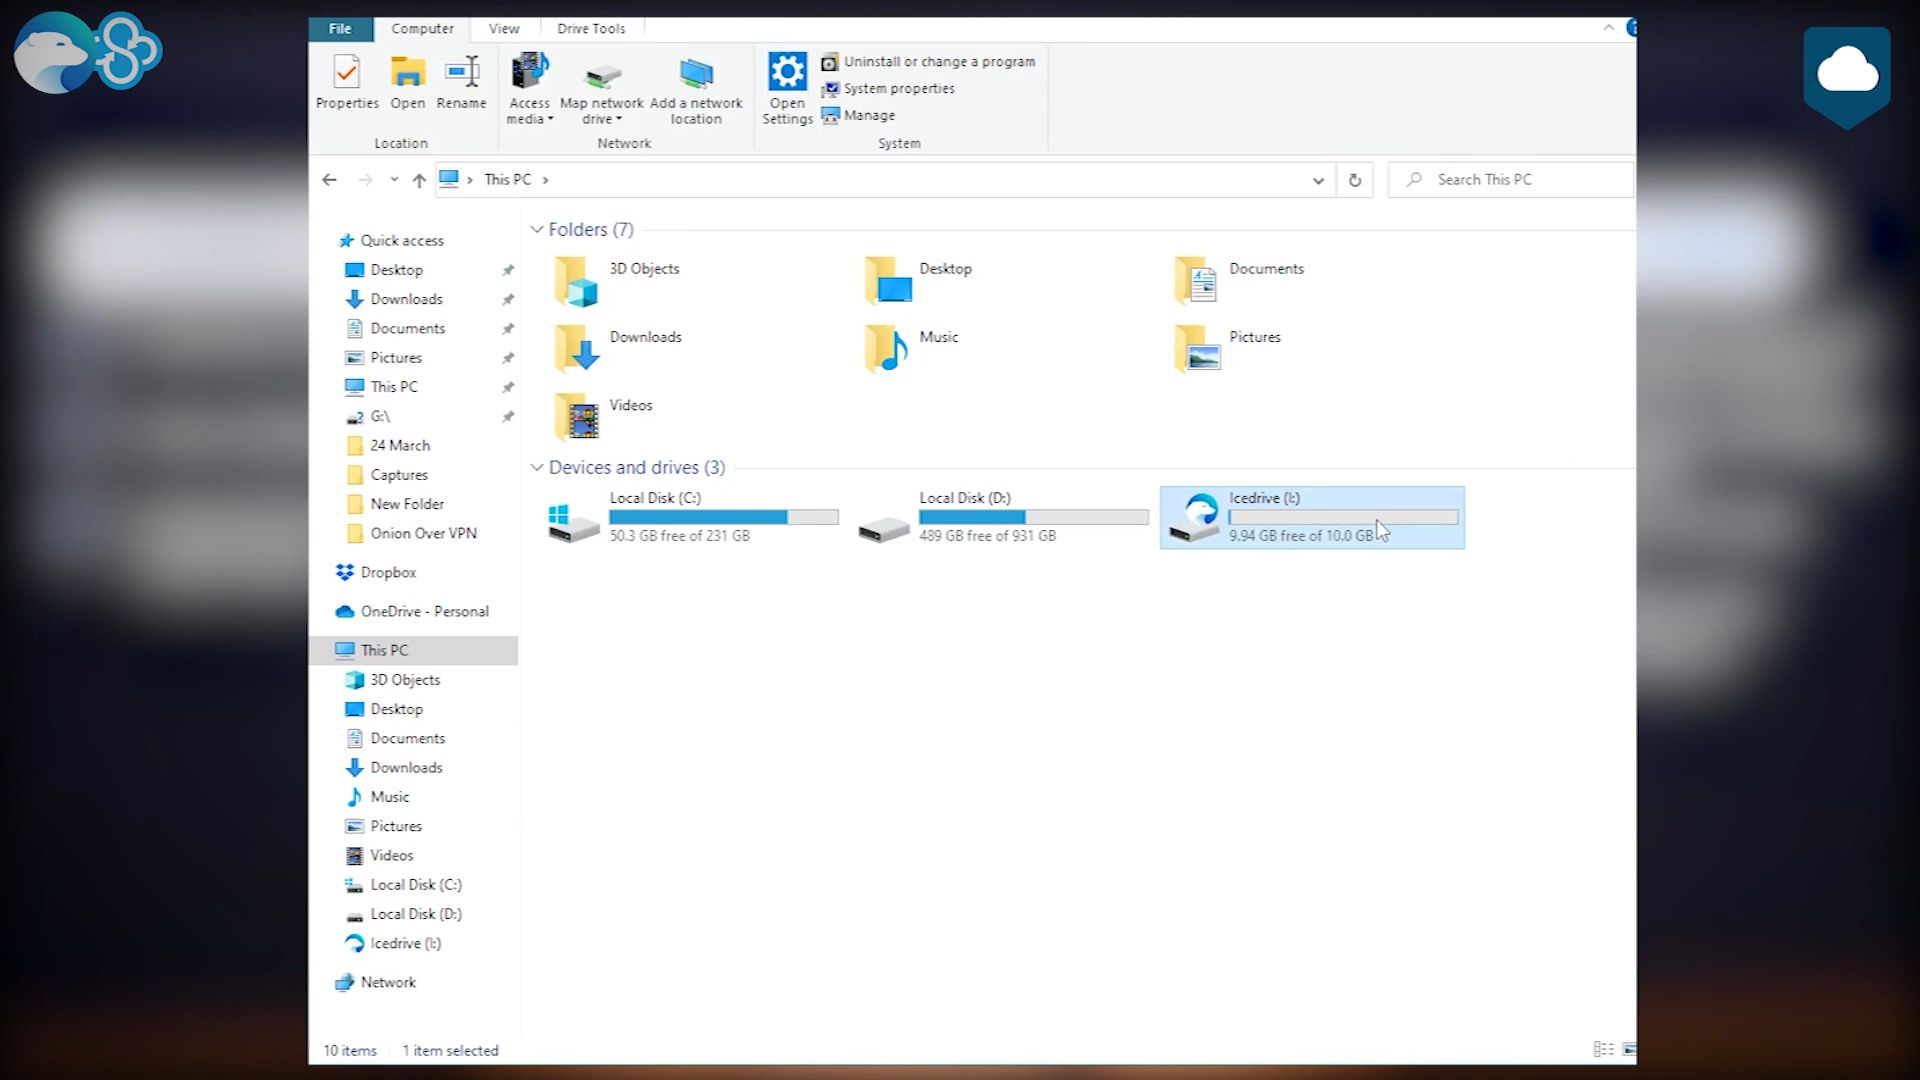 File
Computer
View
Drive Tools
Properties
Open
Rename
Access
media
Map network
drive
Add a network
location
Open
Settings
Uninstall or change a program
System properties
Manage
Location
Network
System
This PC
Search This PC
Quick access
Desktop
Downloads
Documents
Pictures
This PC
G:\
24 March
Captures
New Folder
Onion Over VPN
Dropbox
OneDrive - Personal
This PC
3D Objects
Desktop
Documents
Downloads
Music
Pictures
Videos
Local Disk (C:)
Local Disk (D:)
Icedrive (I:)
Network
Folders (7)
3D Objects
Desktop
Documents
Downloads
Music
Pictures
Videos
Devices and drives (3)
Local Disk (C:)
50.3 GB free of 231 GB
Local Disk (D:)
489 GB free of 931 GB
Icedrive (I:)
9.94 GB free of 10.0 GB
10 items
1 item selected